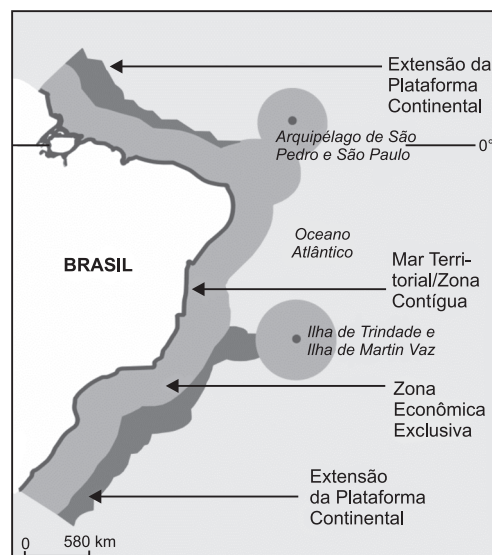 Extensão da
Plataforma
Continental
Arquipélago de São
Pedro e São Paulo
0°
Oceano
Atlântico
BRASIL
Mar Terri-
torial/Zona
Contígua
Ilha de Trindade e
Ilha de Martin Vaz
Zona
Econômica
Exclusiva
Extensão
da Plataforma
Continental
0
580 km